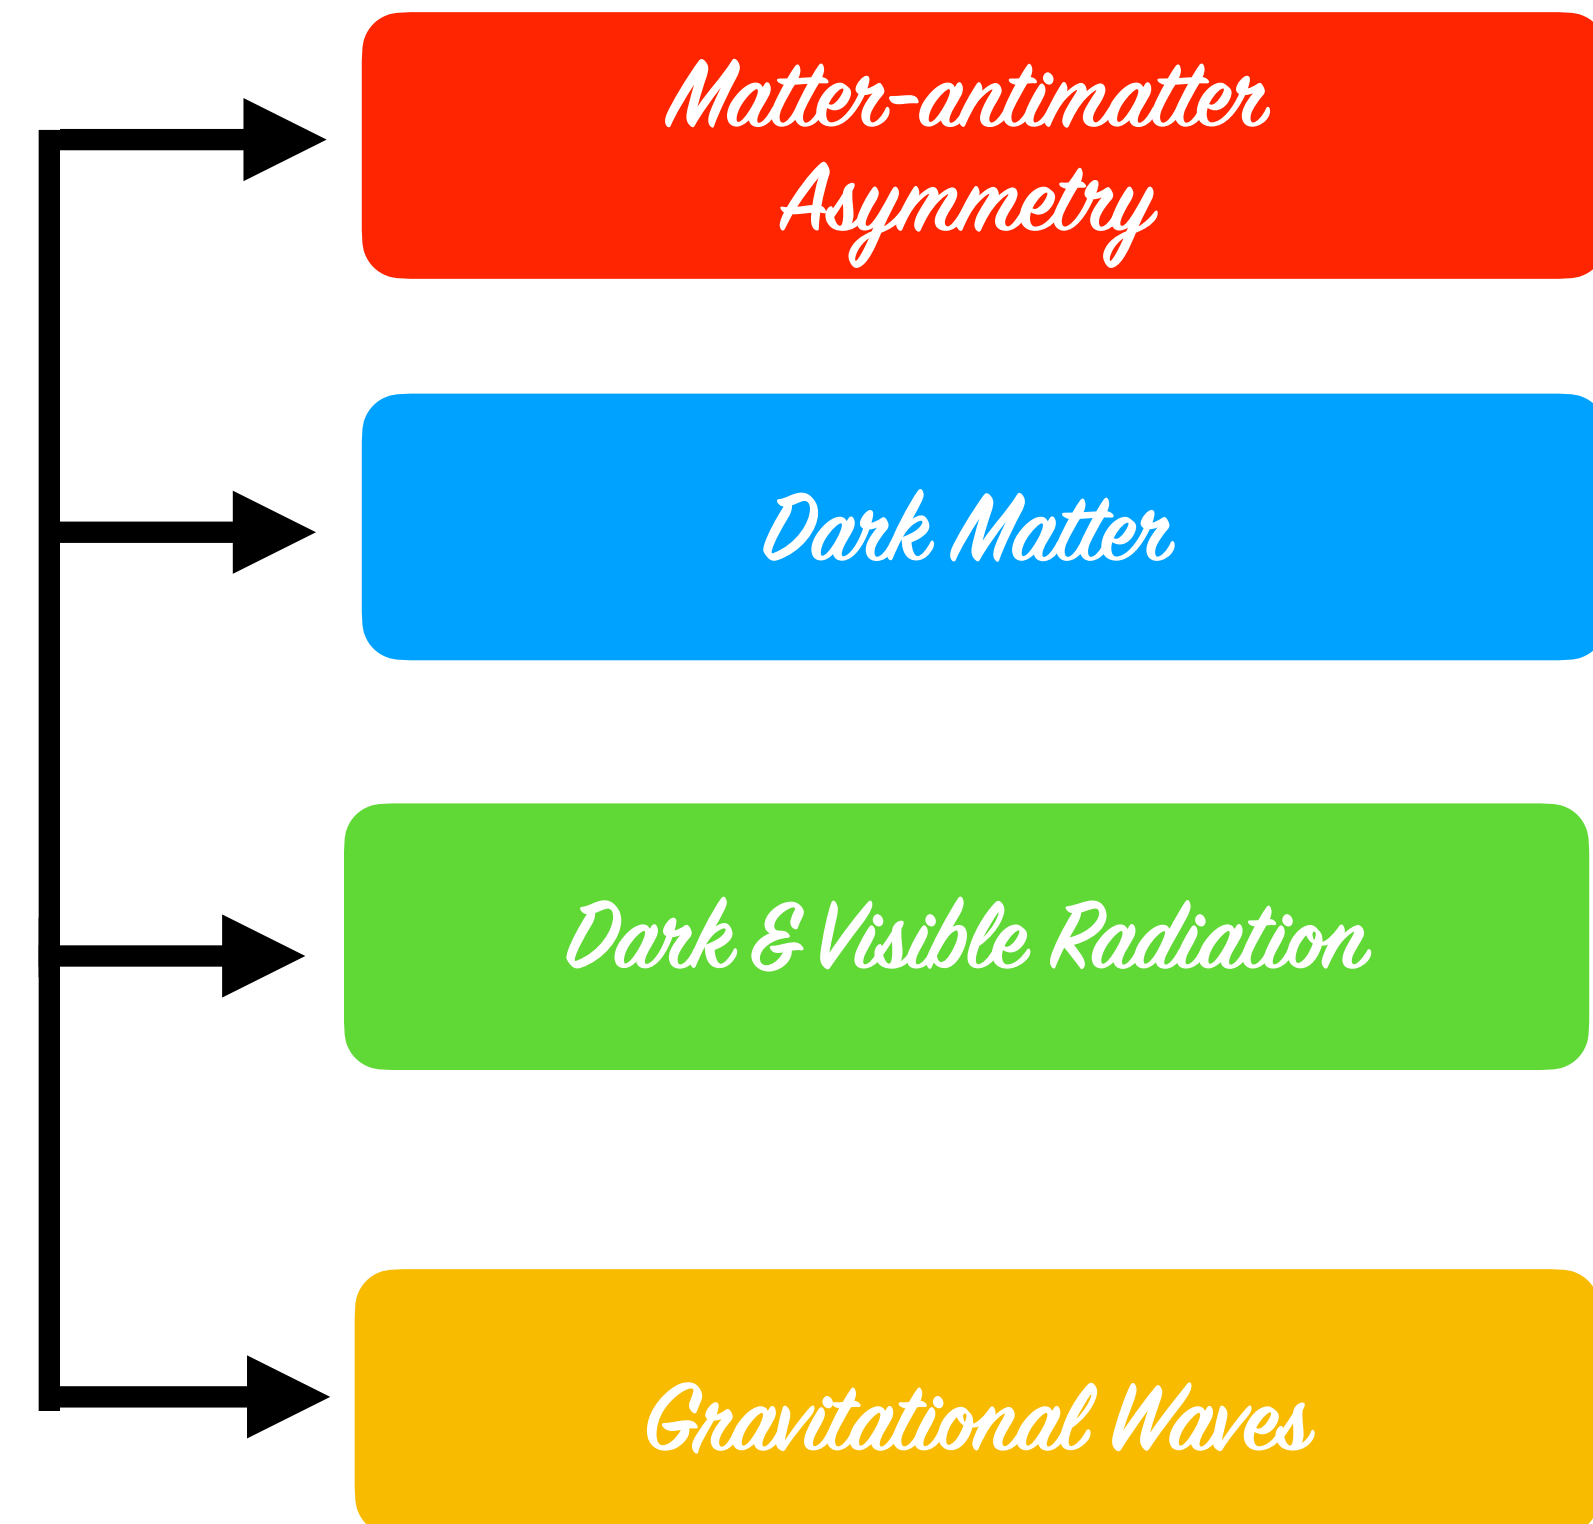 Matter-antimatter
Asymmetry
Dark Matter
Dark & Visible Radiation
Gravitational Waves